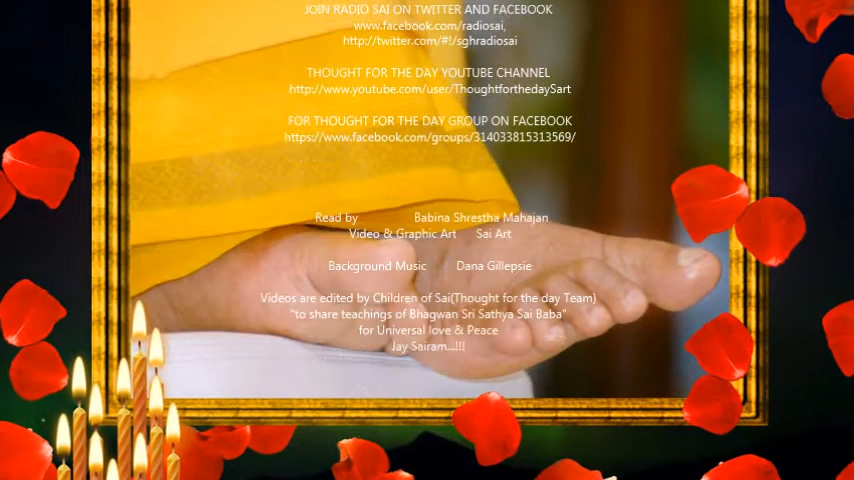 JOIN RADIO SAI ON TWITTER AND FACEBOOK
www.facebook.com/radiosai,
http://twitter.com/#!/sghradiosai
THOUGHT FOR THE DAY YOUTUBE CHANNEL
http://www.youtube.com/user/ThoughtforthedaySart
FOR THOUGHT FOR THE DAY GROUP ON FACEBOOK
https://www.facebook.com/groups/314033815313569/
Read by Babina Shrestha Mahajan
Video & Graphic Art Sai Art
Background Music Dana Gillepsie
Videos are edited by Children of Sai(Thought for the day Team)
"to share teachings of Bhagwan Sri Sathya Sai Baba"
for Universal love & Peace
Jay Sairam...!!!